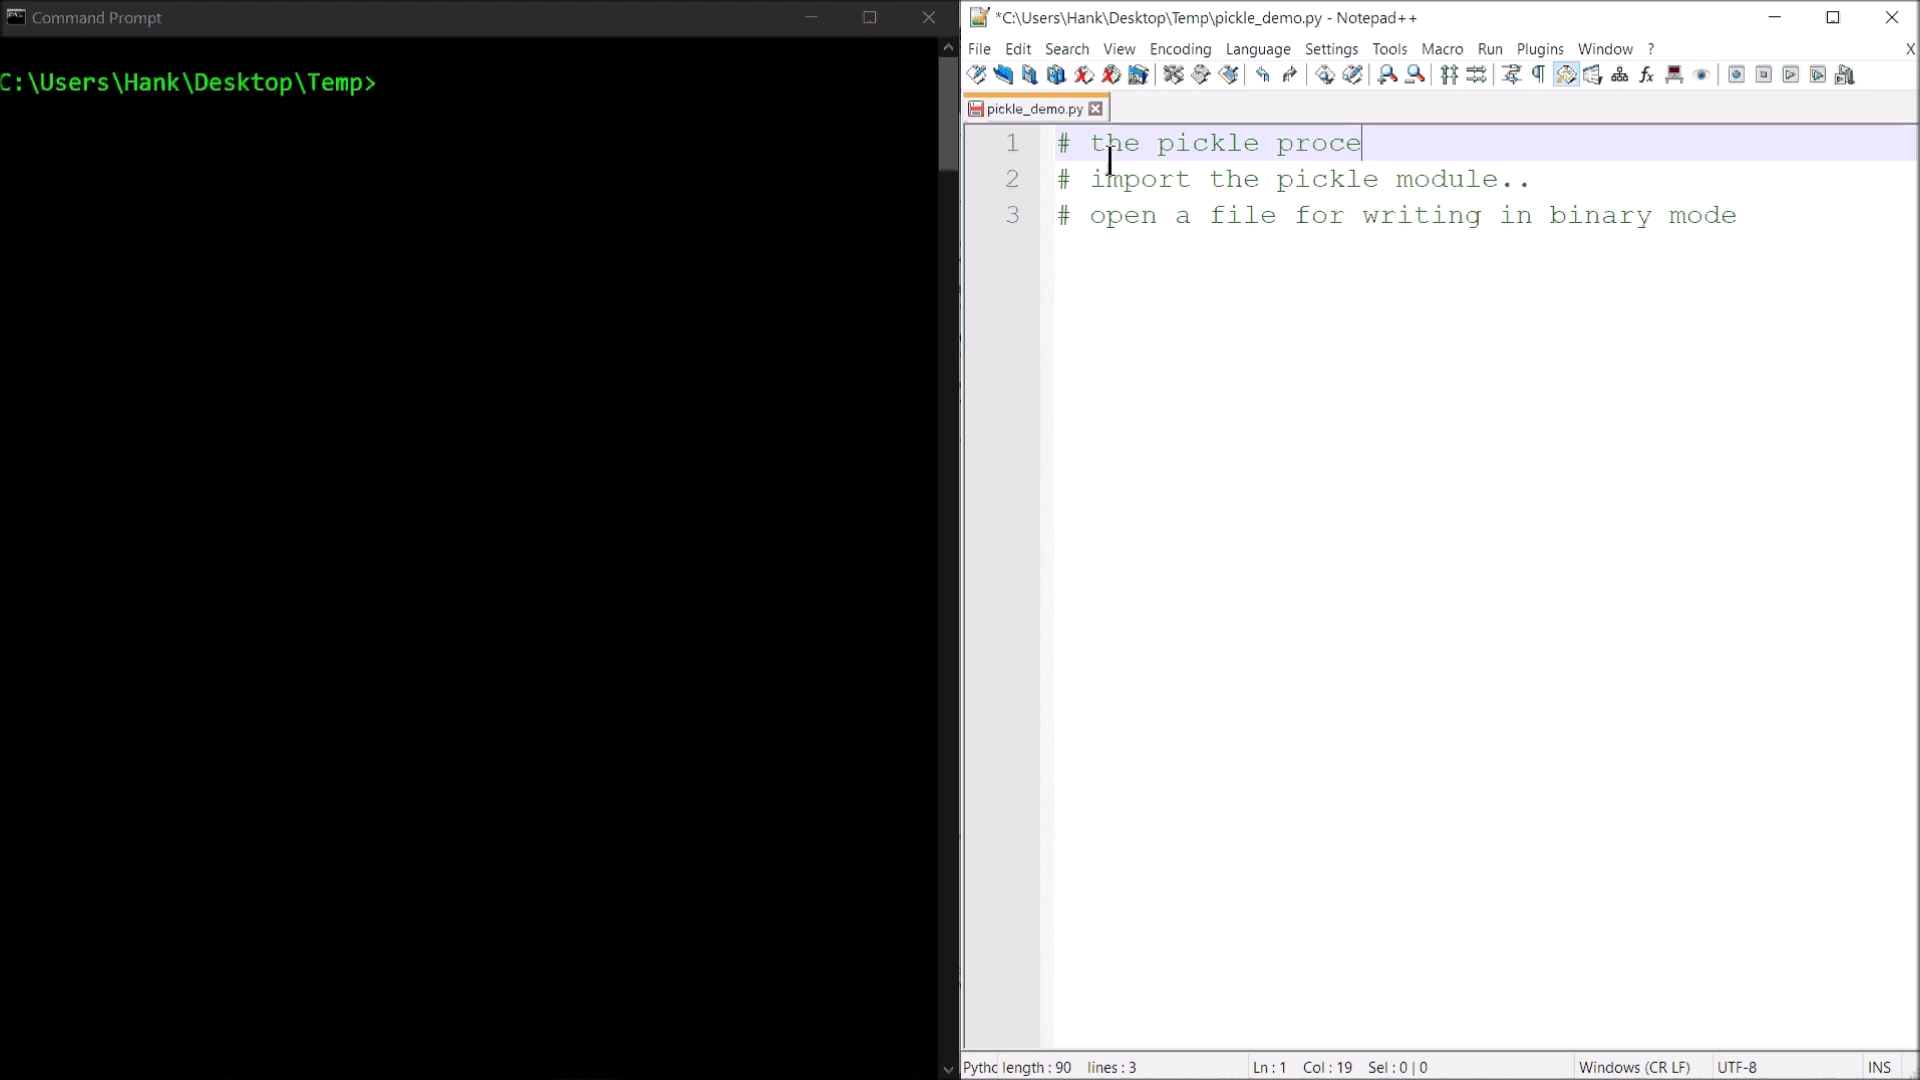 Command Prompt
C:\Users\Hank\Desktop\Temp>
*C:\Users\Hank\Desktop\Temp\pickle_demo.py - Notepad++
File Edit Search View Encoding Language Settings Tools Macro Run Plugins Window ? X
pickle_demo.py
1 # the pickle proce
2 # import the pickle module..
3 # open a file for writing in binary mode
Pythc length : 90 lines : 3 Ln : 1 Col : 19 Sel : 0 | 0 Windows (CR LF) UTF-8 INS